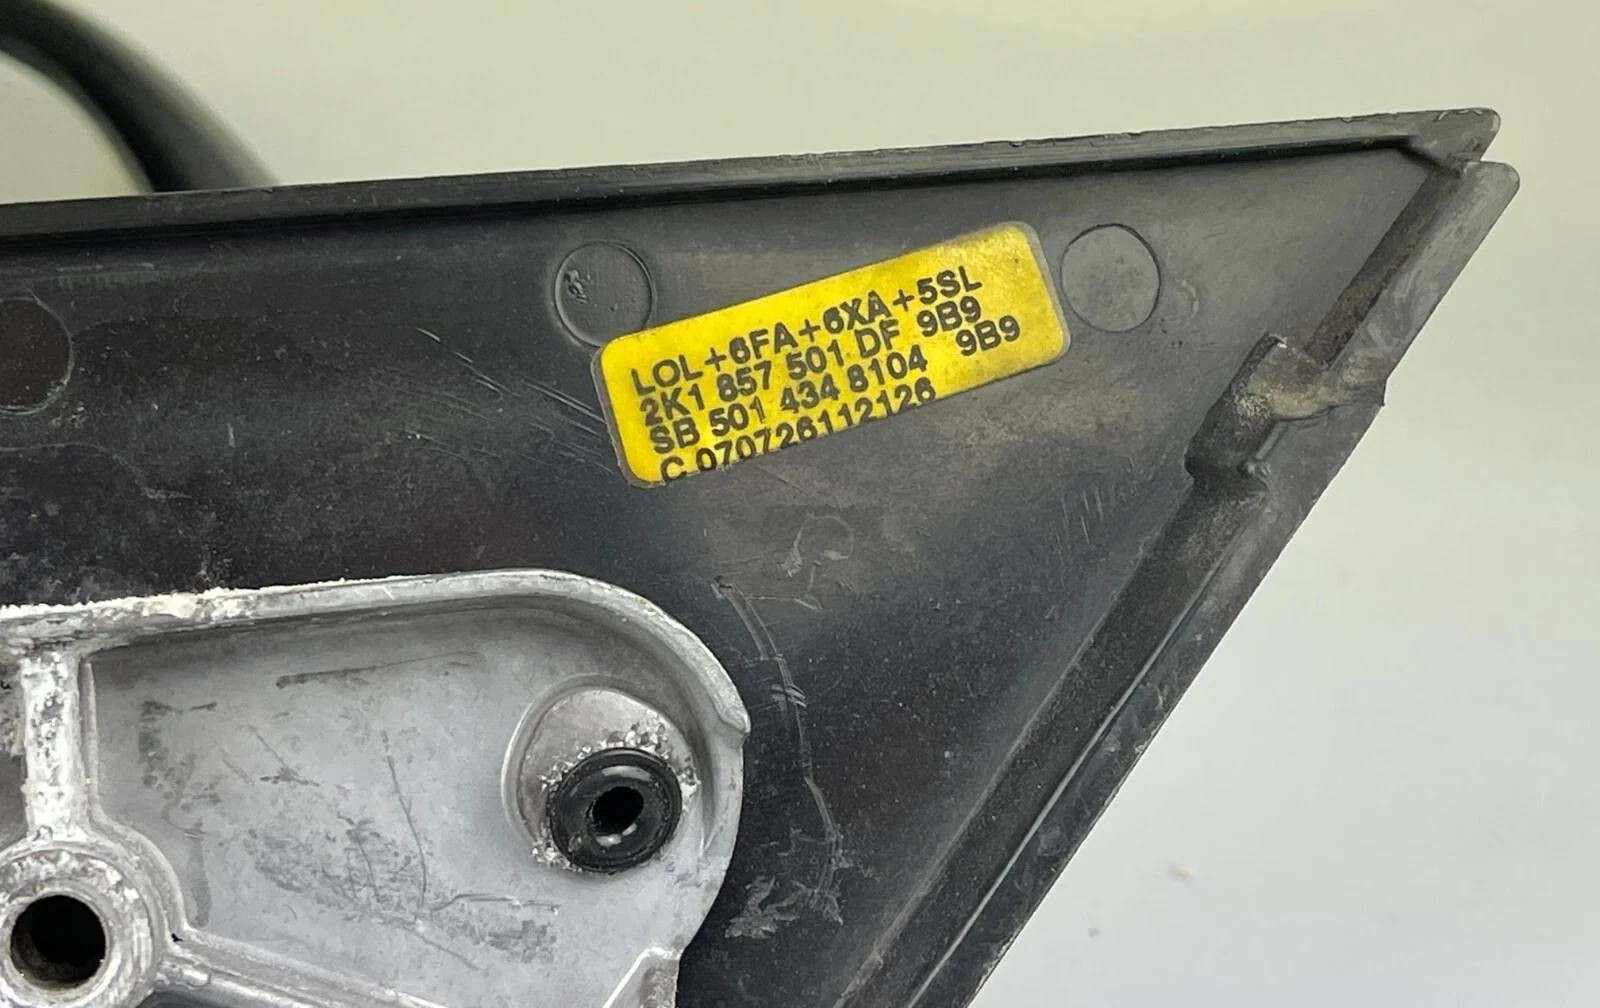 LOL+6FA+6XA+5SL
2K1 857 501 DF 9B9
SB 501 434 8104 9B9
C 070726112126